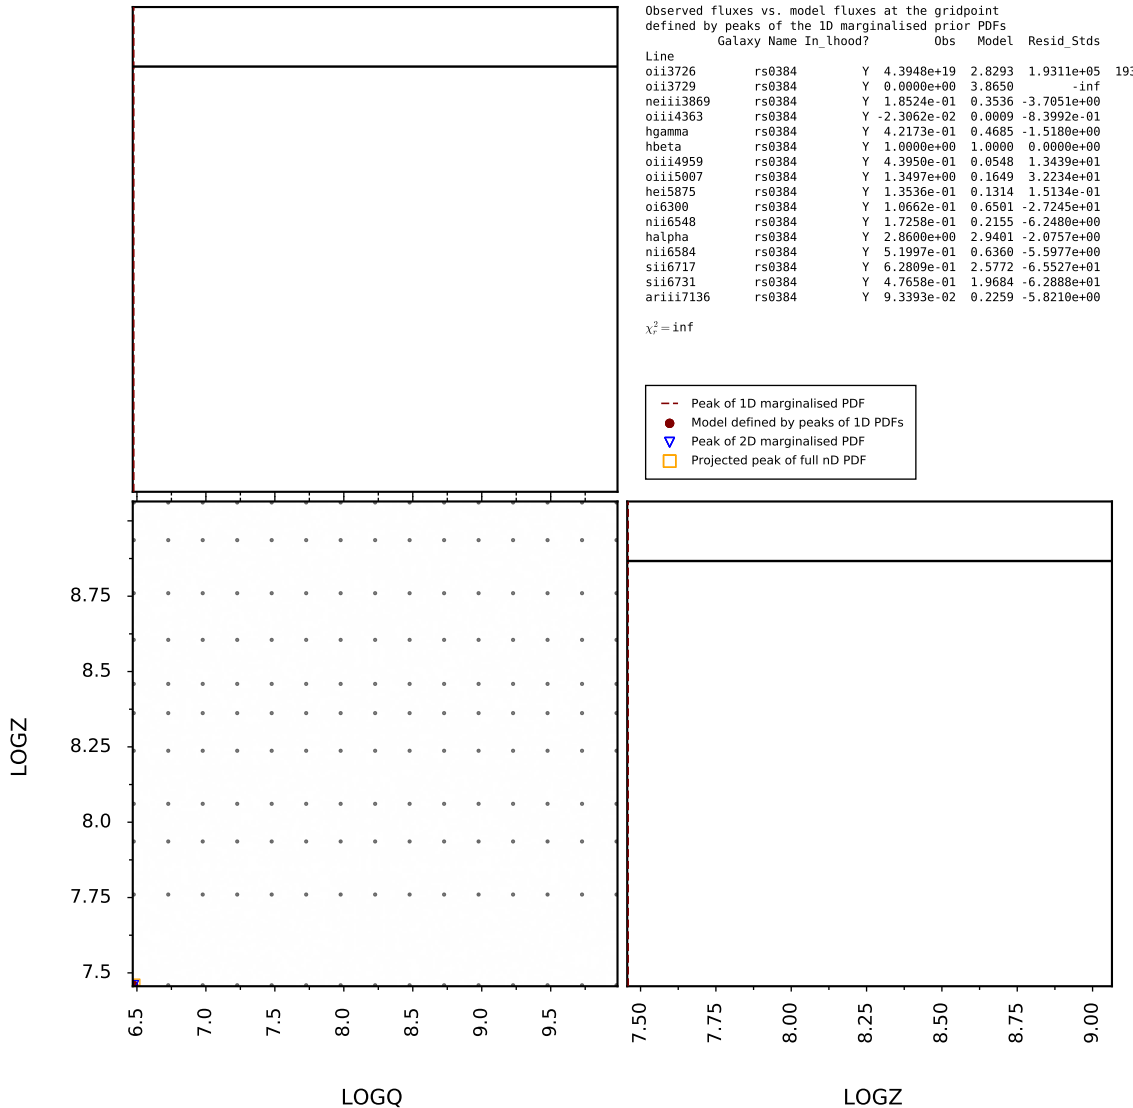 Observed fluxes vs. model fluxes at the gridpoint
defined by peaks of the 1D marginalised prior PDFs
Galaxy Name In_lhood? Obs Model Resid_Stds
Line
oii3726 rs0384 Y 4.3948e+19 2.8293 1.9311e+05 193
oii3729 rs0384 Y 0.0000e+00 3.8650 -inf
neiii3869 rs0384 Y 1.8524e-01 0.3536 -3.7051e+00
oiii4363 rs0384 Y -2.3062e-02 0.0009 -8.3992e-01
hgamma rs0384 Y 4.2173e-01 0.4685 -1.5180e+00
hbeta rs0384 Y 1.0000e+00 1.0000 0.0000e+00
oiii4959 rs0384 Y 4.3950e-01 0.0548 1.3439e+01
oiii5007 rs0384 Y 1.3497e+00 0.1649 3.2234e+01
hei5875 rs0384 Y 1.3536e-01 0.1314 1.5134e-01
oi6300 rs0384 Y 1.0662e-01 0.6501 -2.7245e+01
nii6548 rs0384 Y 1.7258e-01 0.2155 -6.2480e+00
halpha rs0384 Y 2.8600e+00 2.9401 -2.0757e+00
nii6584 rs0384 Y 5.1997e-01 0.6360 -5.5977e+00
sii6717 rs0384 Y 6.2809e-01 2.5772 -6.5527e+01
sii6731 rs0384 Y 4.7658e-01 1.9684 -6.2888e+01
ariii7136 rs0384 Y 9.3393e-02 0.2259 -5.8210e+00
χ²ᵣ = inf
Peak of 1D marginalised PDF
Model defined by peaks of 1D PDFs
Peak of 2D marginalised PDF
Projected peak of full nD PDF
LOGZ
8.75
8.5
8.25
8.0
7.75
7.5
6.5 7.0 7.5 8.0 8.5 9.0 9.5
LOGQ
7.50 7.75 8.00 8.25 8.50 8.75 9.00
LOGZ